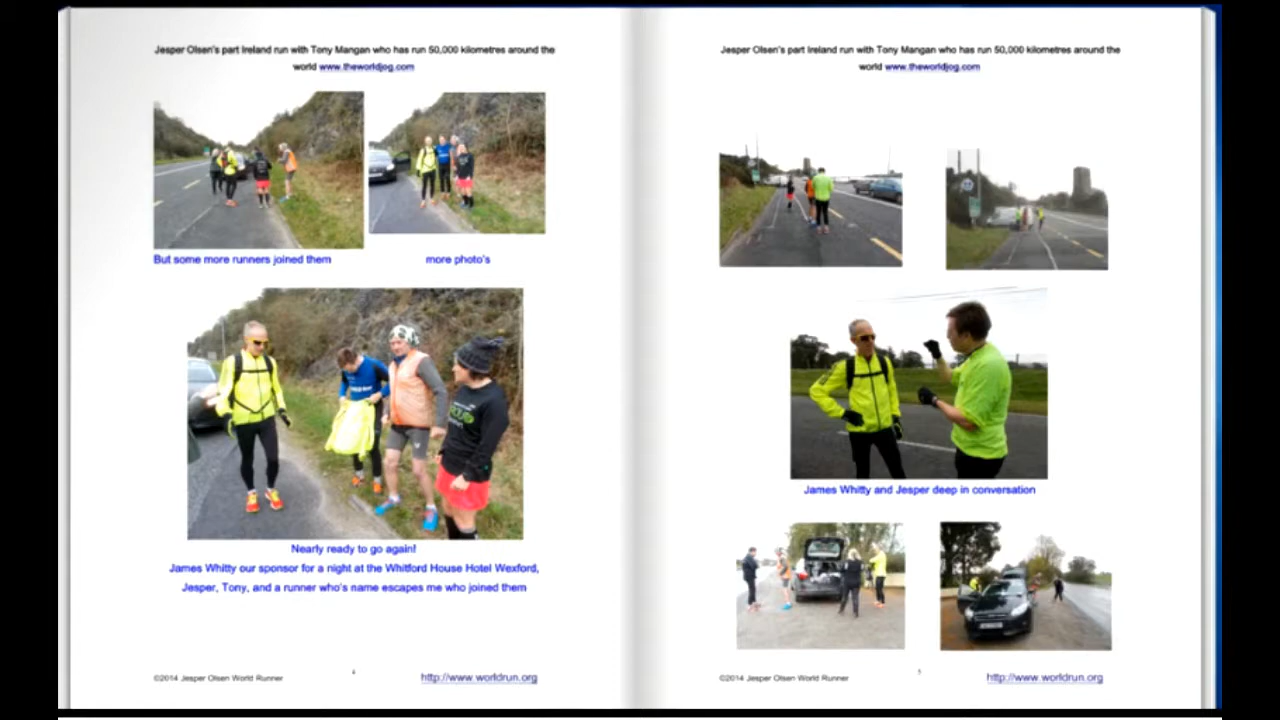 Jesper Olsen's part Ireland run with Tony Mangan who has run 50,000 kilometres around the
world www.theworldjog.com
But some more runners joined them
more photo's
Nearly ready to go again!
James Whitty our sponsor for a night at the Whitford House Hotel Wexford,
Jesper, Tony, and a runner who's name escapes me who joined them
©2014 Jesper Olsen World Runner
4
http://www.worldrun.org
Jesper Olsen's part Ireland run with Tony Mangan who has run 50,000 kilometres around the
world www.theworldjog.com
James Whitty and Jesper deep in conversation
©2014 Jesper Olsen World Runner
5
http://www.worldrun.org